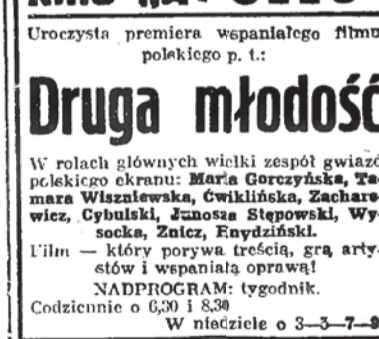 Uroczysta premiera wspaniałego filmu
polskiego p. t.:
Druga młodość
W rolach głównych wielki zespół gwiazd
polskiego ekranu: Maria Gorczyńska, Ta-
mara Wiszniewska, Ćwiklińska, Zachare-
wicz, Cybulski, Junosza Stępowski, Wy-
socka, Znicz, Hnydziński.
Film — który porywa treścią, grą arty-
stów i wspaniałą oprawą!
NADPROGRAM: tygodnik.
Codziennie o 6,30 i 8,30
W niedziele o 3—3—7—9